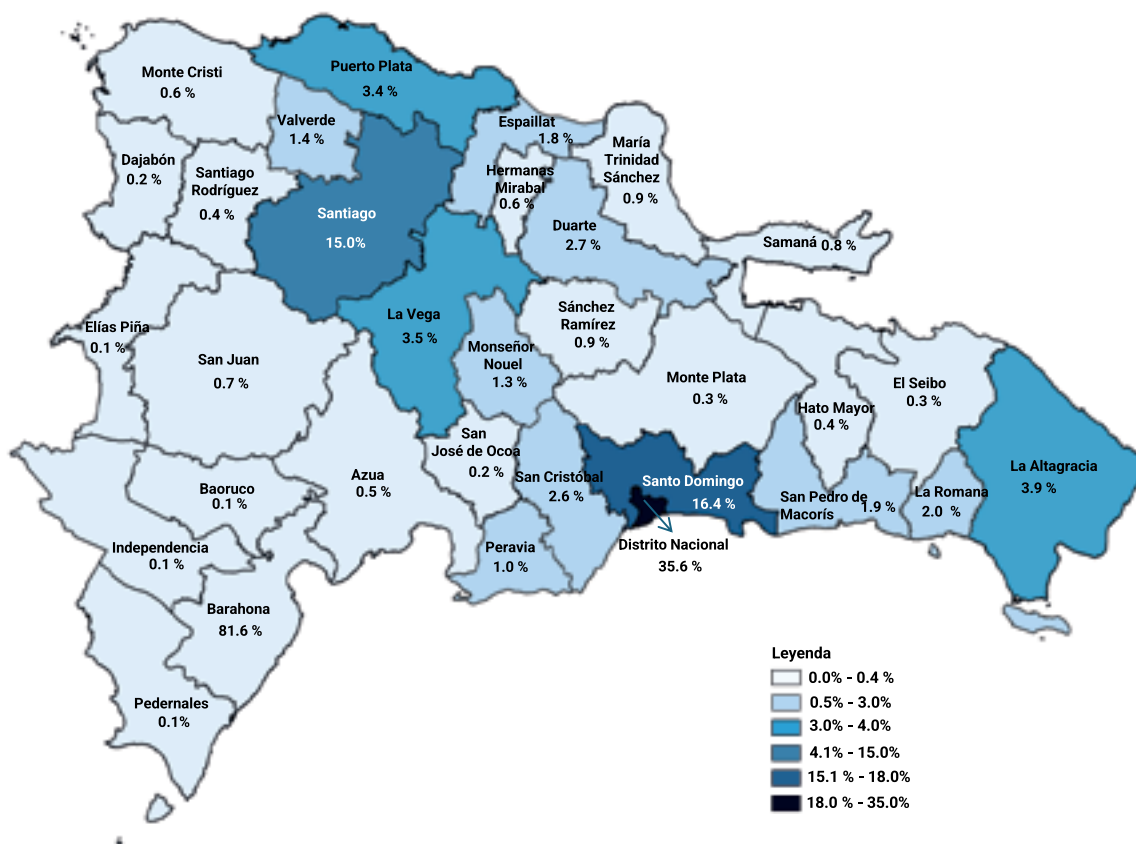 Monte Cristi
0.6 %
Puerto Plata
3.4 %
Valverde
1.4 %
Espaillat
1.8 %
María
Trinidad
Sánchez
0.9 %
Dajabón
0.2 %
Santiago
Rodríguez
0.4 %
Hermanas
Mirabal
0.6 %
Santiago
15.0%
Duarte
2.7 %
Samaná 0.8 %
Elías Piña
0.1 %
San Juan
0.7 %
La Vega
3.5 %
Sánchez
Ramírez
0.9 %
Monseñor
Nouel
1.3 %
Monte Plata
0.3 %
Hato Mayor
0.4 %
El Seibo
0.3 %
La Altagracia
3.9 %
San
José de Ocoa
0.2 %
Azua
0.5 %
Baoruco
0.1 %
San Cristóbal
2.6 %
Santo Domingo
16.4 %
San Pedro de
Macorís
1.9 %
La Romana
2.0 %
Independencia
0.1 %
Peravia
1.0 %
Distrito Nacional
35.6 %
Barahona
81.6 %
Pedernales
0.1%
Leyenda
0.0% - 0.4 %
0.5% - 3.0%
3.0% - 4.0%
4.1% - 15.0%
15.1 % - 18.0%
18.0 % - 35.0%